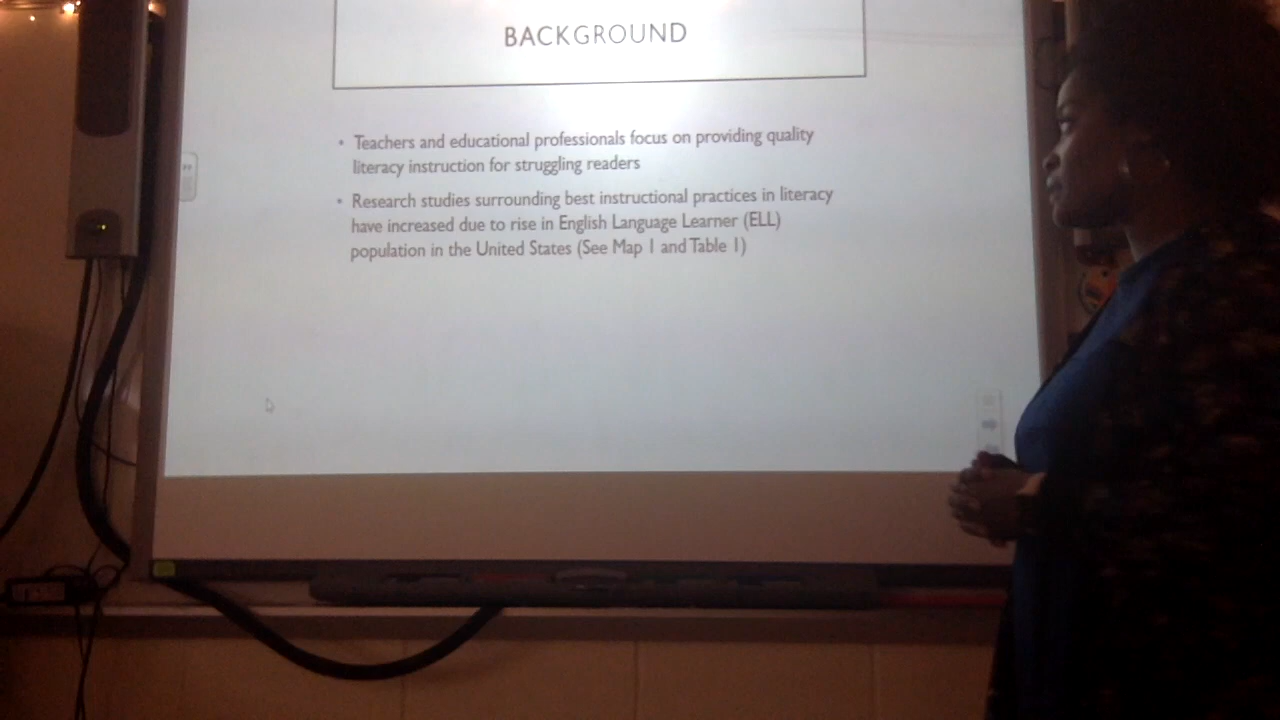 BACKGROUND
• Teachers and educational professionals focus on providing quality
literacy instruction for struggling readers
• Research studies surrounding best instructional practices in literacy
have increased due to rise in English Language Learner (ELL)
population in the United States (See Map 1 and Table 1)